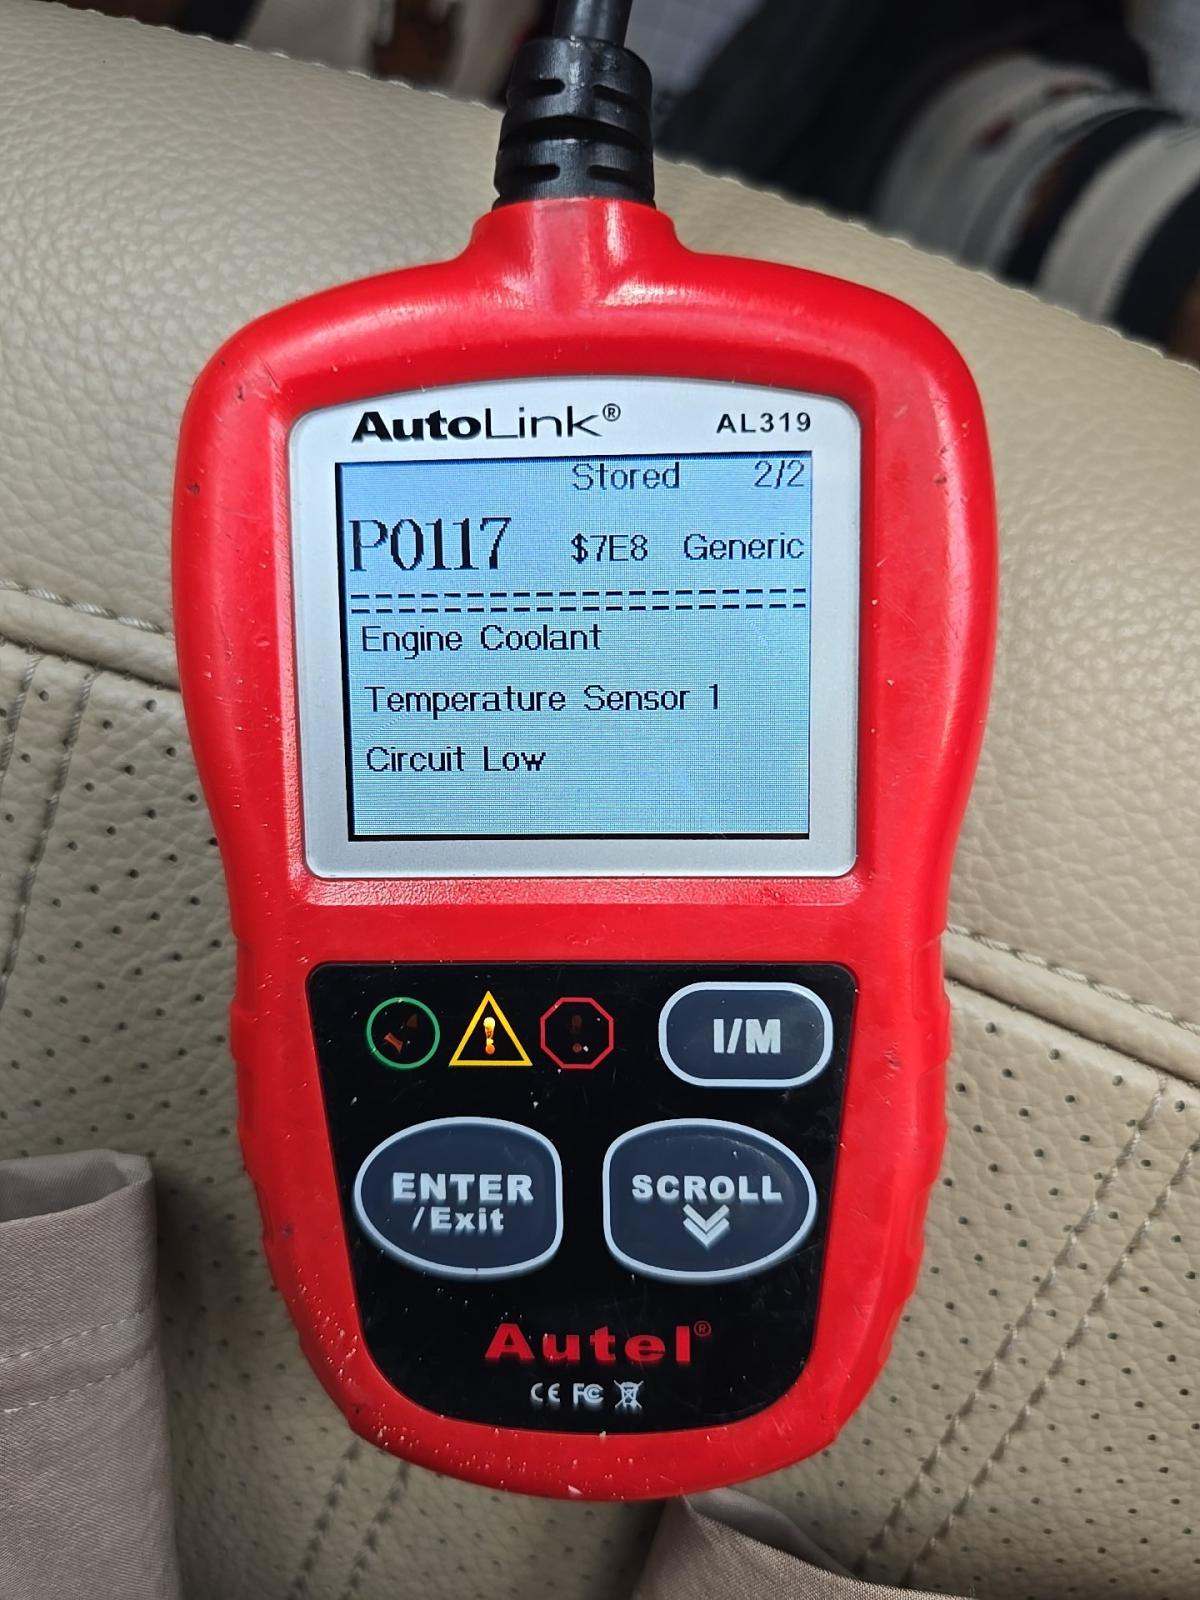 AutoLink® AL319
Stored 2/2
P0117 $7E8 Generic
Engine Coolant
Temperature Sensor 1
Circuit Low
I/M
ENTER
/Exit
SCROLL
Autel®
CE FC